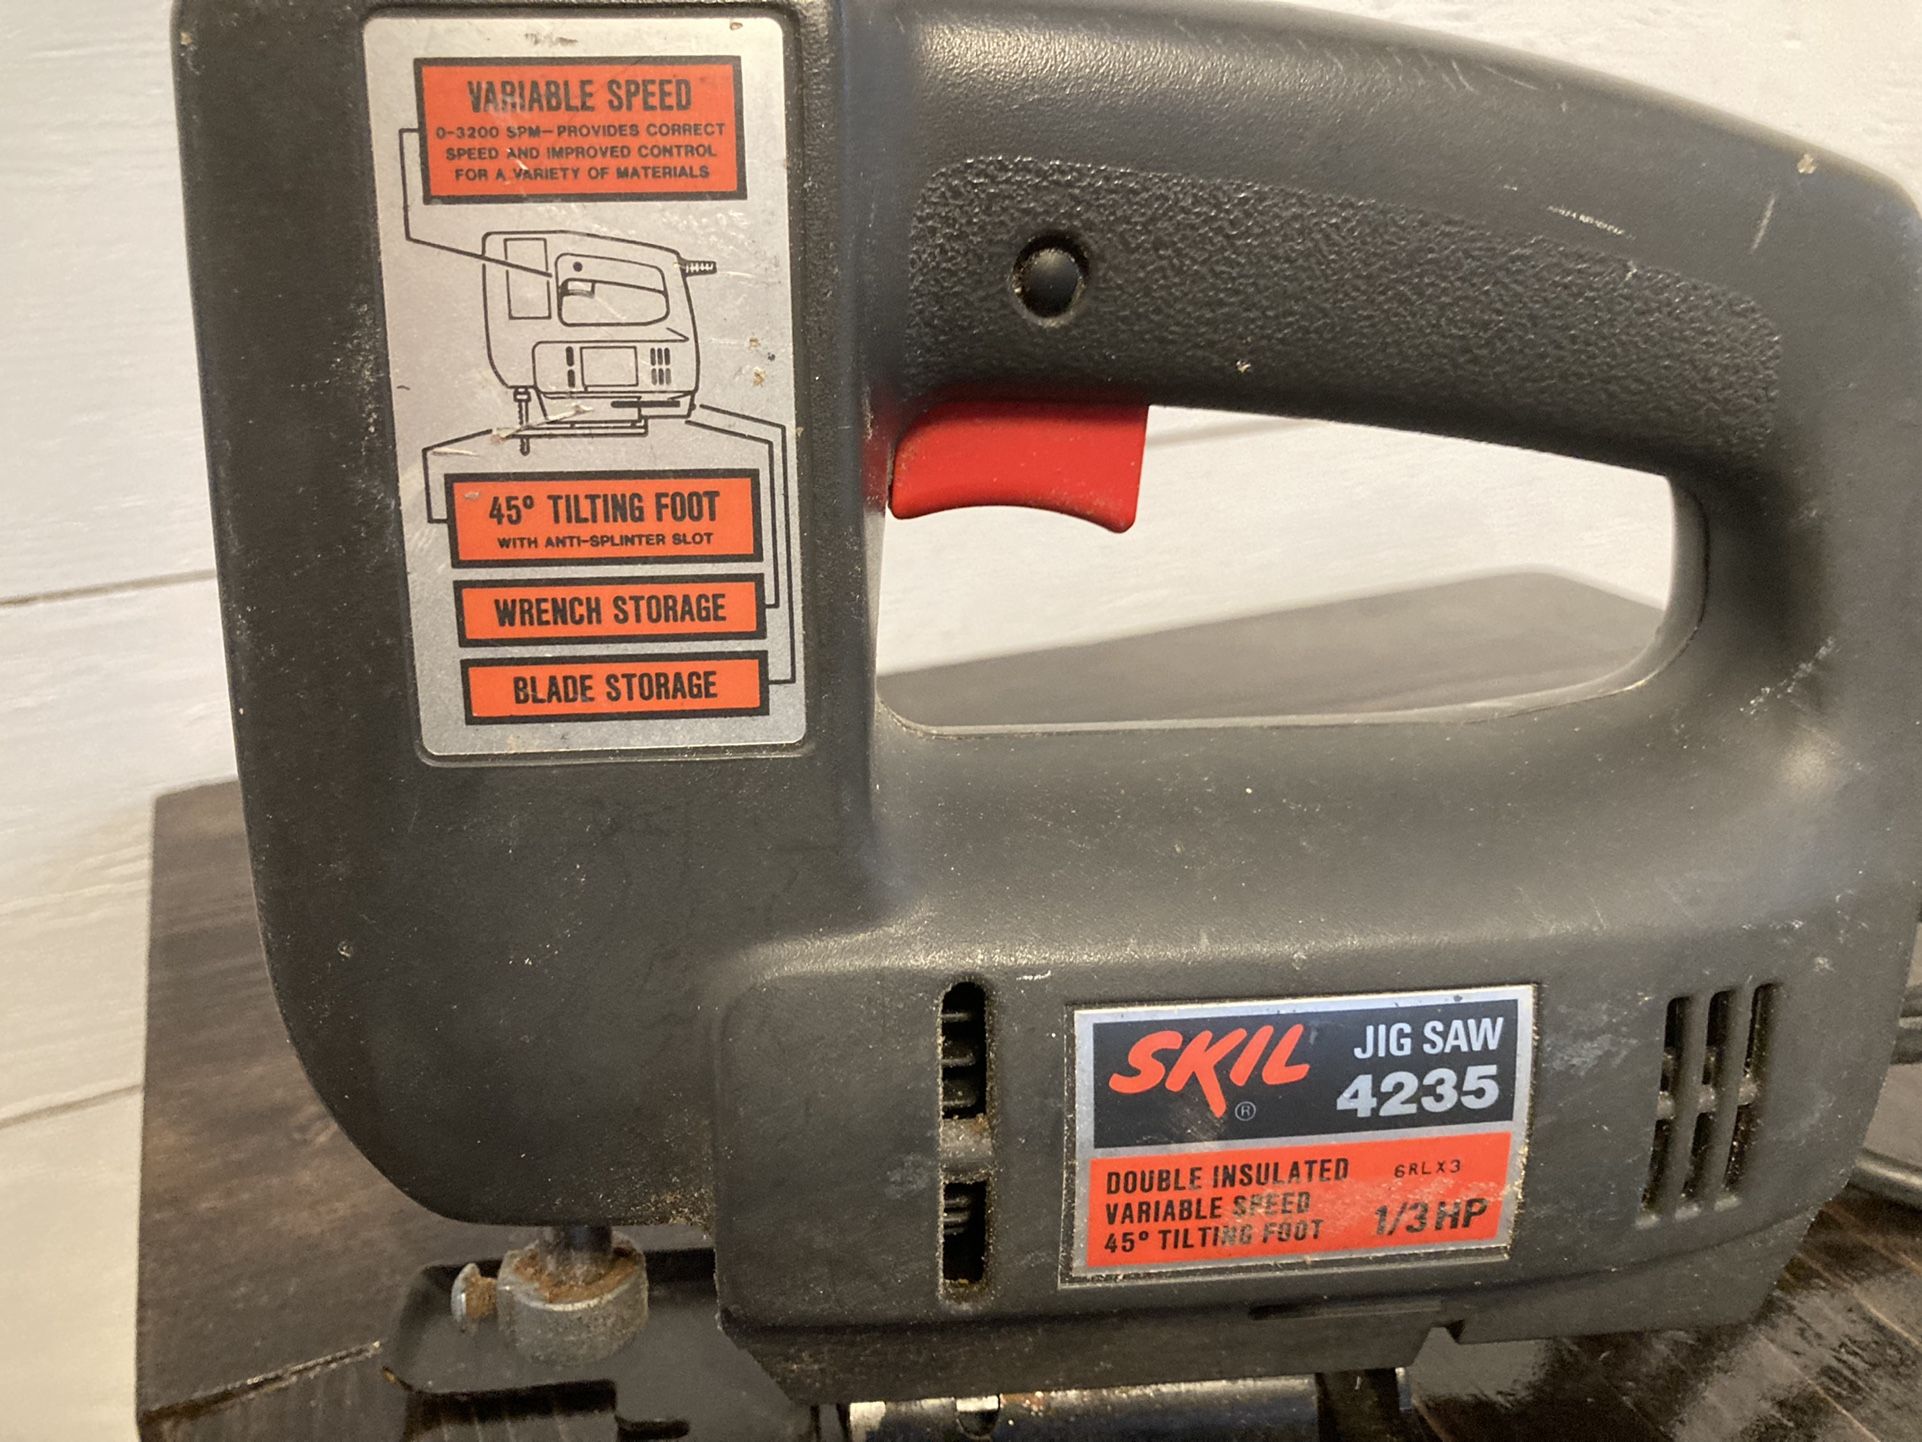 VARIABLE SPEED
0-3200 SPM—PROVIDES CORRECT
SPEED AND IMPROVED CONTROL
FOR A VARIETY OF MATERIALS
45° TILTING FOOT
WITH ANTI-SPLINTER SLOT
WRENCH STORAGE
BLADE STORAGE
SKIL ®
JIG SAW
4235
DOUBLE INSULATED 6RLX3
VARIABLE SPEED
45° TILTING FOOT 1/3 HP